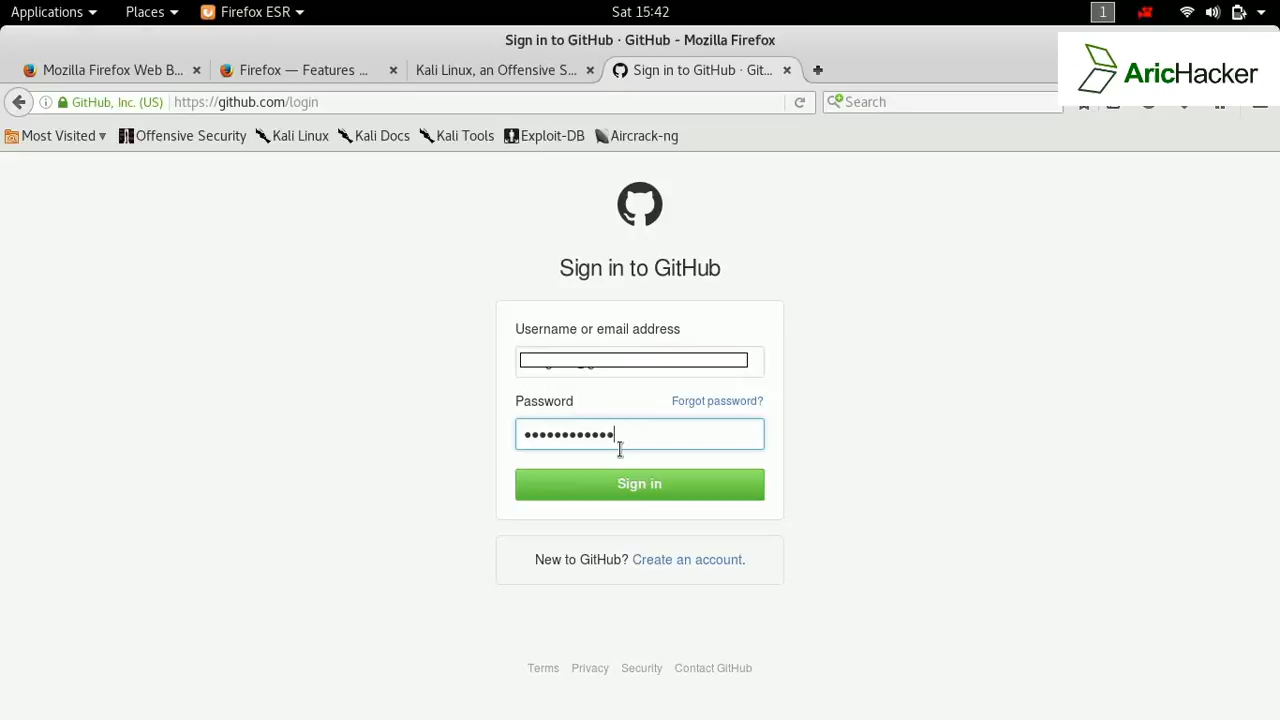 Applications Places Firefox ESR Sat 15:42 1
Sign in to GitHub · GitHub - Mozilla Firefox
AricHacker
Mozilla Firefox Web B... Firefox — Features ... Kali Linux, an Offensive S... Sign in to GitHub · Git...
GitHub, Inc. (US) https://github.com/login Search
Most Visited Offensive Security Kali Linux Kali Docs Kali Tools Exploit-DB Aircrack-ng
Sign in to GitHub
Username or email address
Password Forgot password?
••••••••••••
Sign in
New to GitHub? Create an account.
Terms Privacy Security Contact GitHub